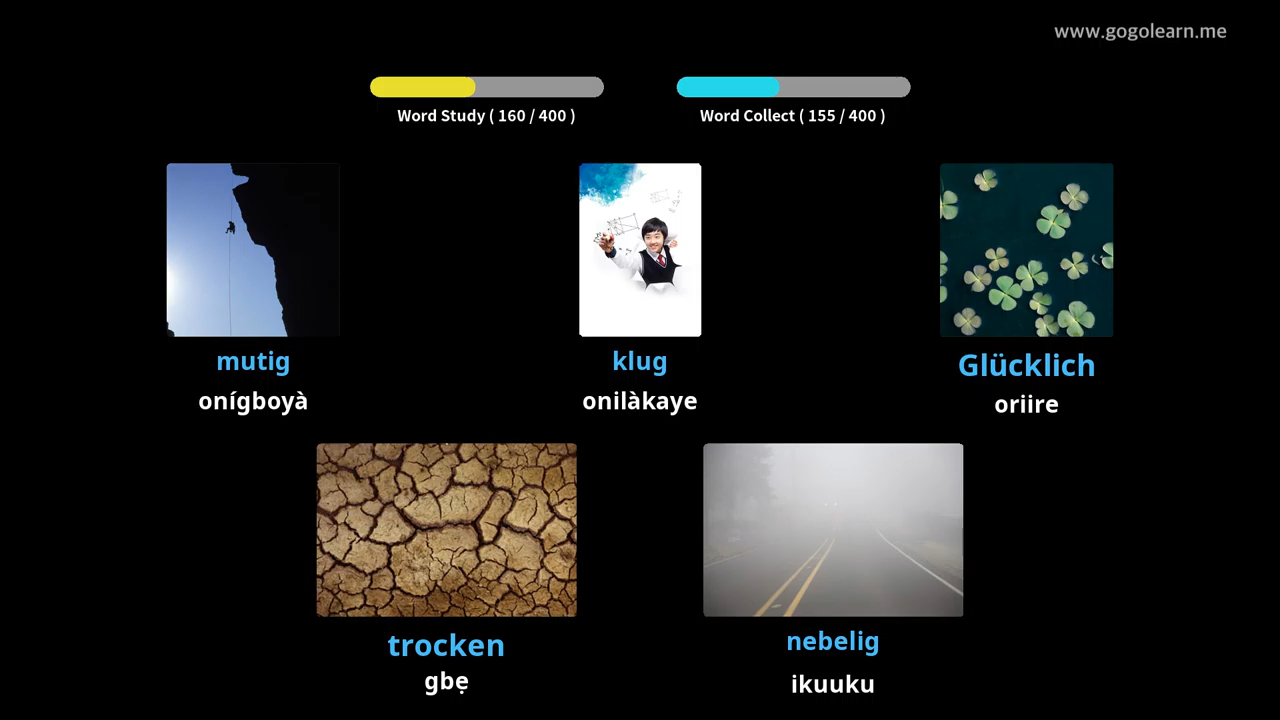 www.gogolearn.me
Word Study ( 160 / 400 )
Word Collect ( 155 / 400 )
mutig
klug
Glücklich
onígboyà
onilàkaye
oriire
trocken
nebelig
gbẹ
ikuuku